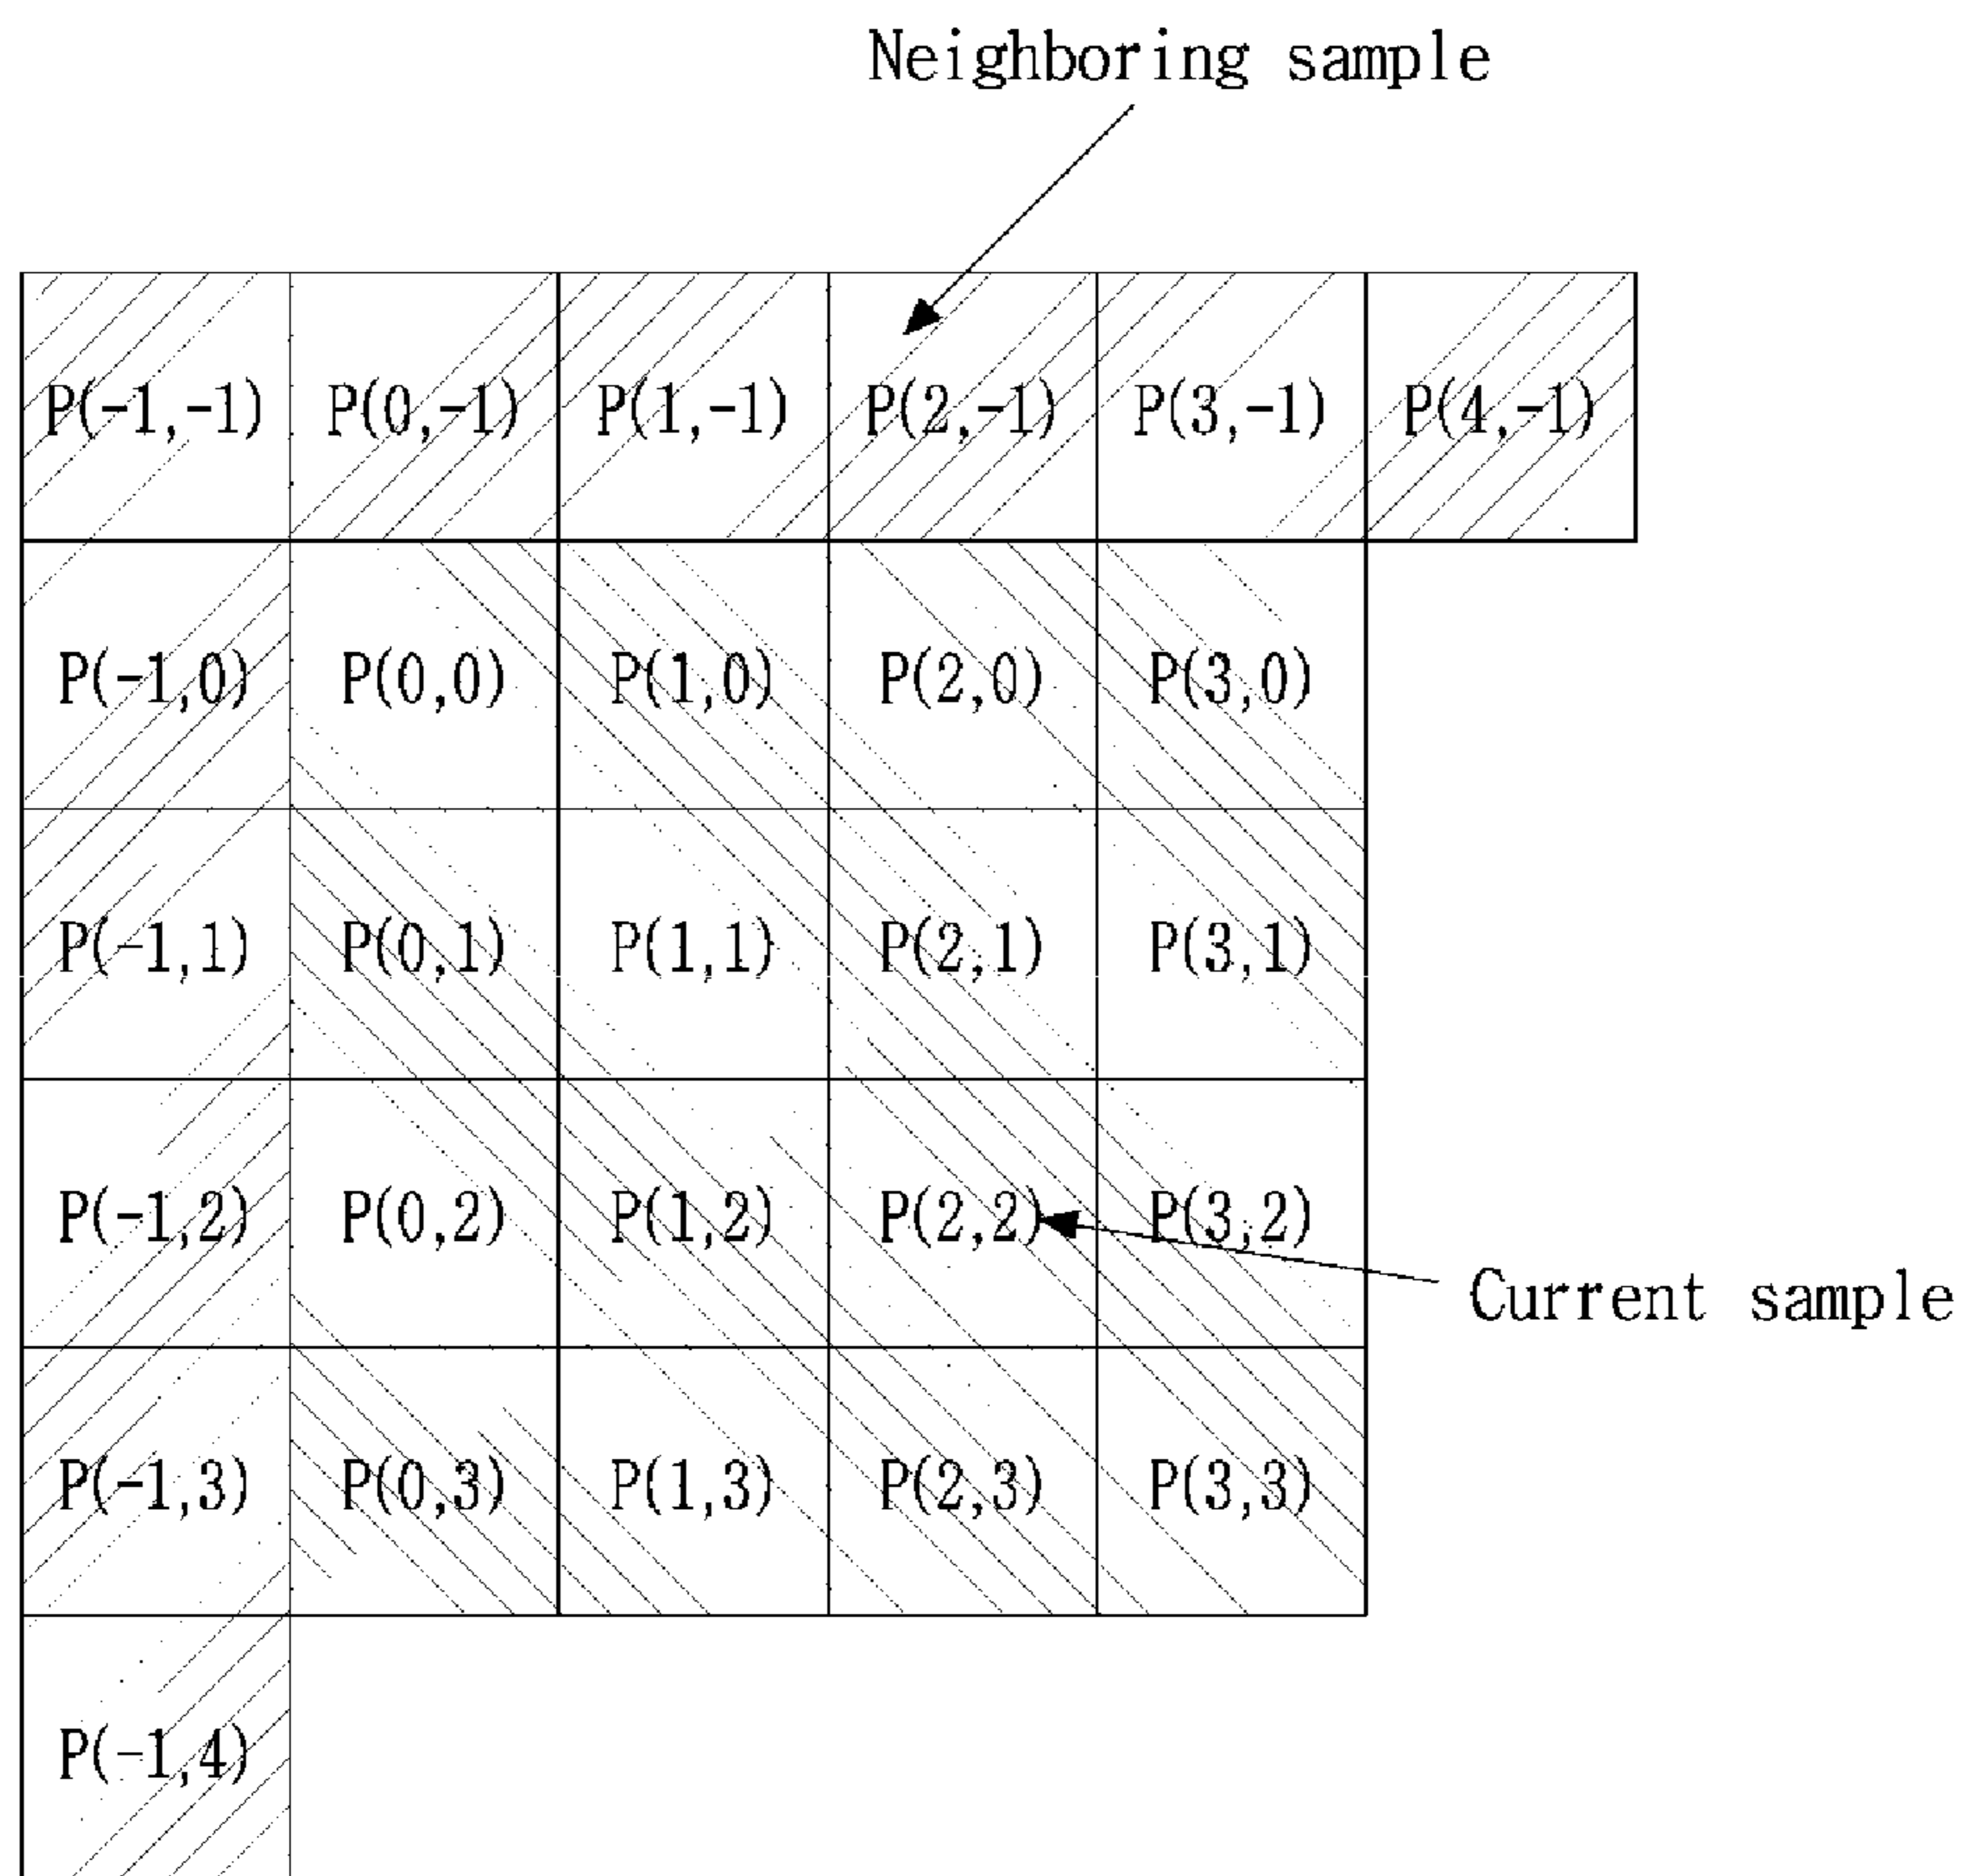 Neighboring sample
P(-1,-1) P(0,-1) P(1,-1) P(2,-1) P(3,-1) P(4,-1)
P(-1,0) P(0,0) P(1,0) P(2,0) P(3,0)
P(-1,1) P(0,1) P(1,1) P(2,1) P(3,1)
P(-1,2) P(0,2) P(1,2) P(2,2) P(3,2)
Current sample
P(-1,3) P(0,3) P(1,3) P(2,3) P(3,3)
P(-1,4)